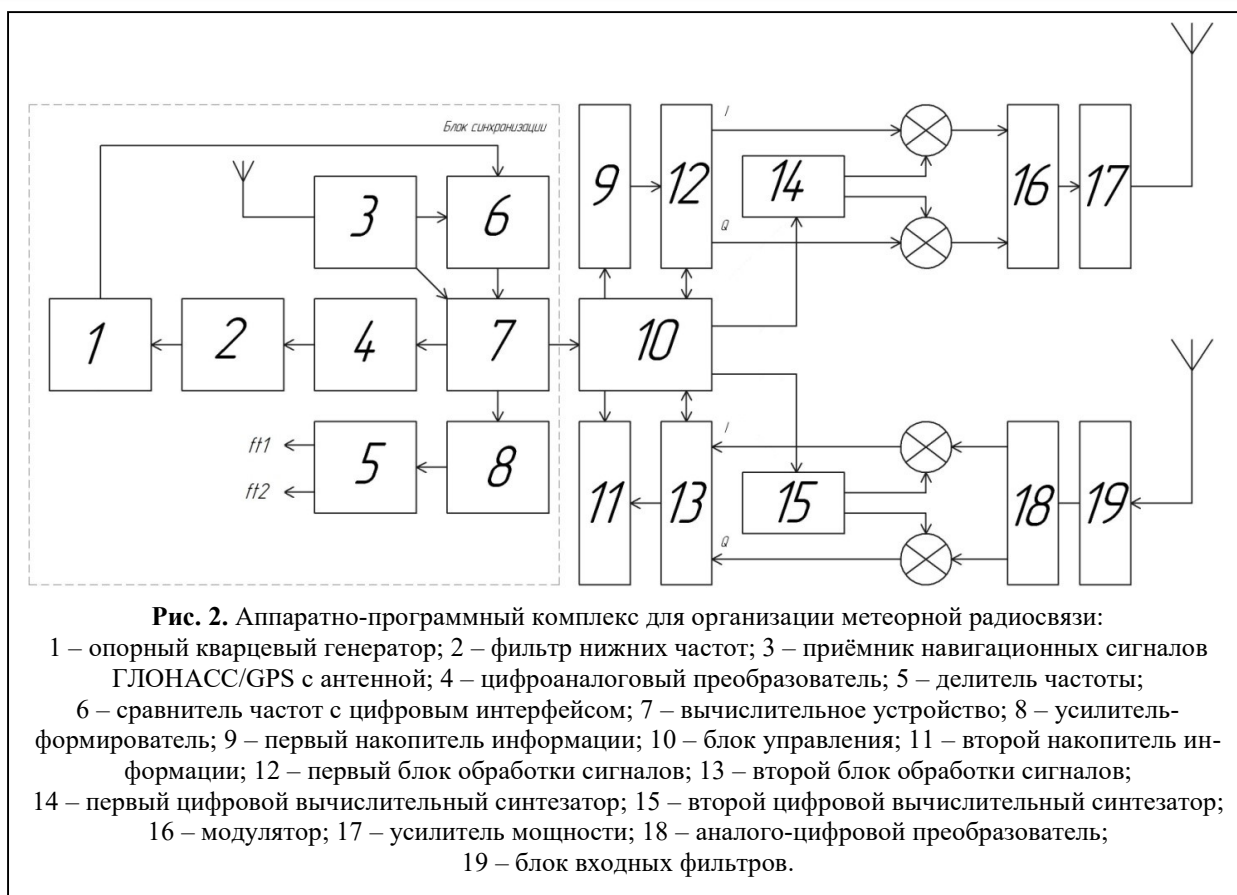 Блок синхронизации
I
3
6
9
12
14
16
17
Q
1
2
4
7
10
ft1
ft2
5
8
11
13
I
15
Q
18
19
Рис. 2. Аппаратно-программный комплекс для организации метеорной радиосвязи:
1 – опорный кварцевый генератор; 2 – фильтр нижних частот; 3 – приёмник навигационных сигналов
ГЛОНАСС/GPS с антенной; 4 – цифроаналоговый преобразователь; 5 – делитель частоты;
6 – сравнитель частот с цифровым интерфейсом; 7 – вычислительное устройство; 8 – усилитель-
формирователь; 9 – первый накопитель информации; 10 – блок управления; 11 – второй накопитель ин-
формации; 12 – первый блок обработки сигналов; 13 – второй блок обработки сигналов;
14 – первый цифровой вычислительный синтезатор; 15 – второй цифровой вычислительный синтезатор;
16 – модулятор; 17 – усилитель мощности; 18 – аналого-цифровой преобразователь;
19 – блок входных фильтров.